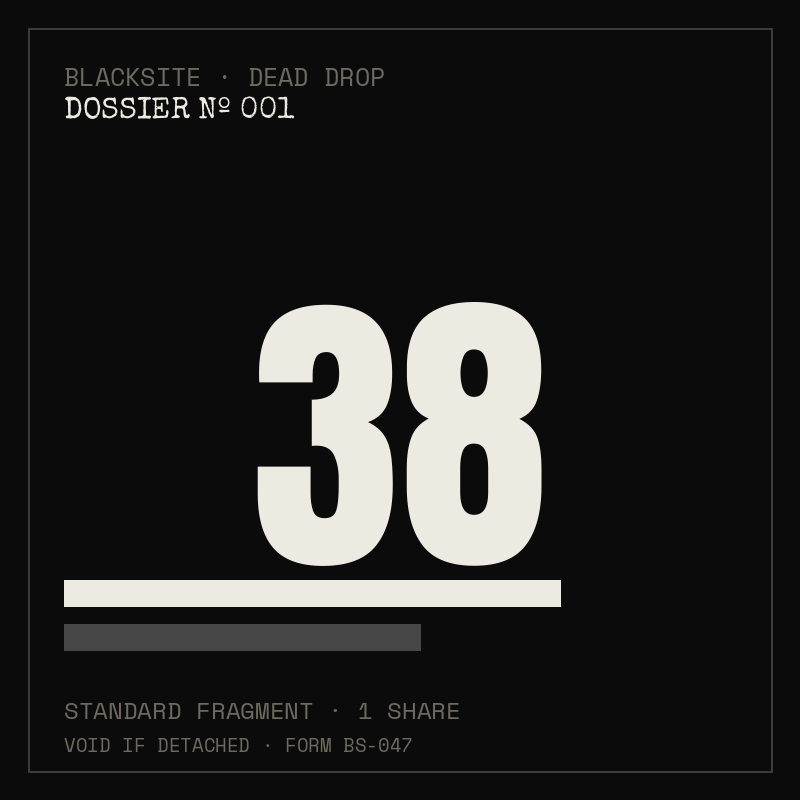 BLACKSITE · DEAD DROP
DOSSIER Nº 001
38
STANDARD FRAGMENT · 1 SHARE
VOID IF DETACHED · FORM BS-047